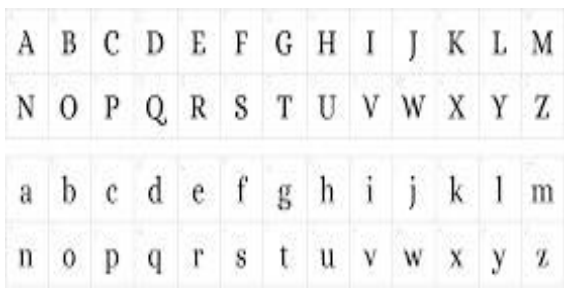 A B C D E F G H I J K L M
N O P Q R S T U V W X Y Z
a b c d e f g h i j k l m
n o p q r s t u v w x y z